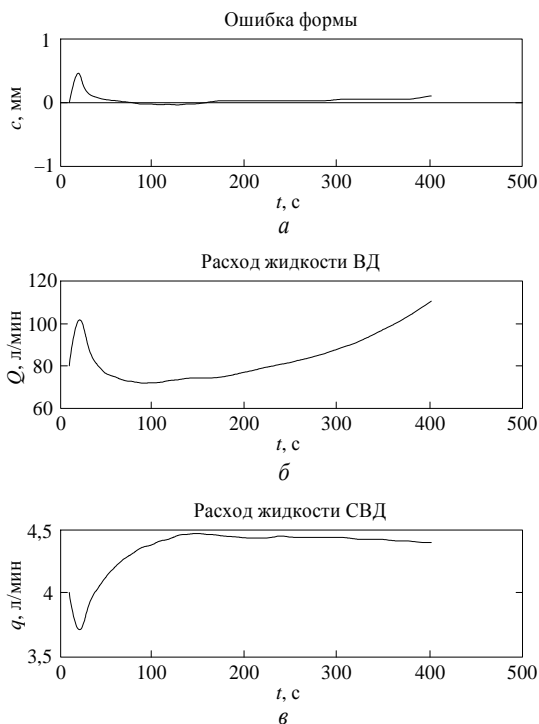 Ошибка формы
1
0
–1
c, мм
0 100 200 300 400 500
t, с
а
Расход жидкости ВД
120
100
80
60
Q, л/мин
0 100 200 300 400 500
t, с
б
Расход жидкости СВД
4,5
4
3,5
q, л/мин
0 100 200 300 400 500
t, с
в